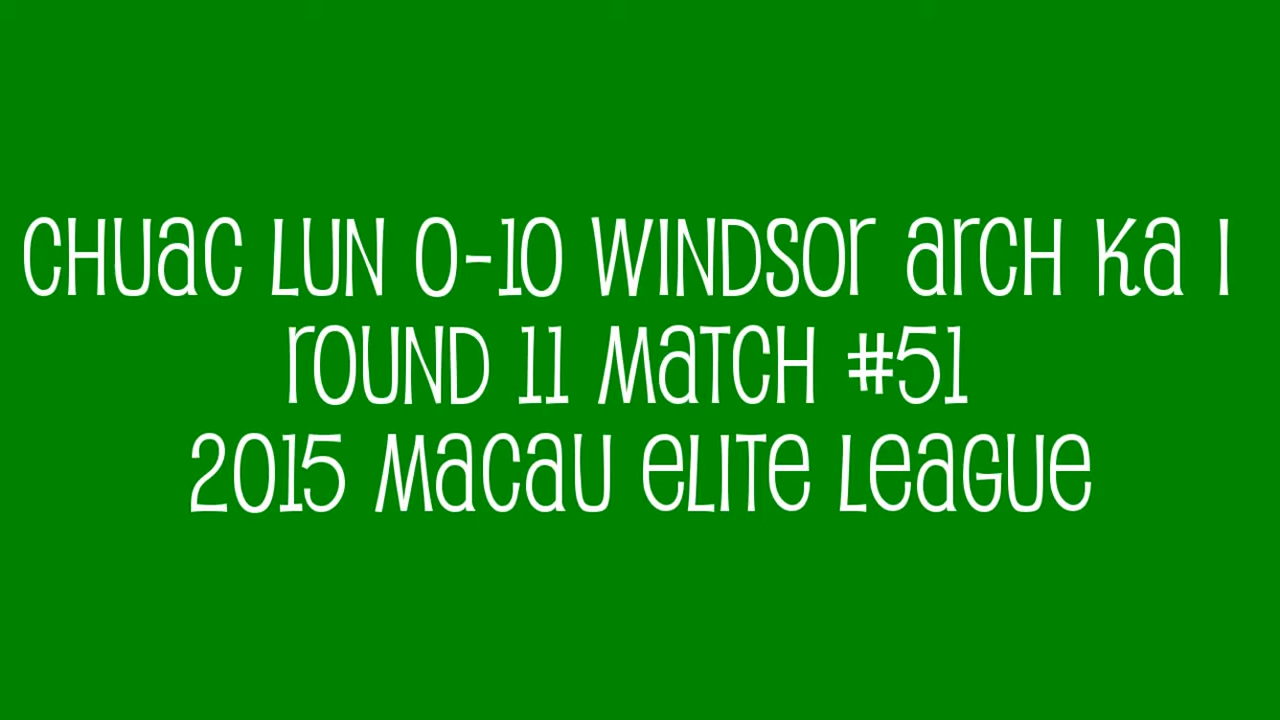 CHUAC LUN 0-10 WINDSOR ARCH KA I
ROUND 11 MATCH #51
2015 MACAU ELITE LEAGUE